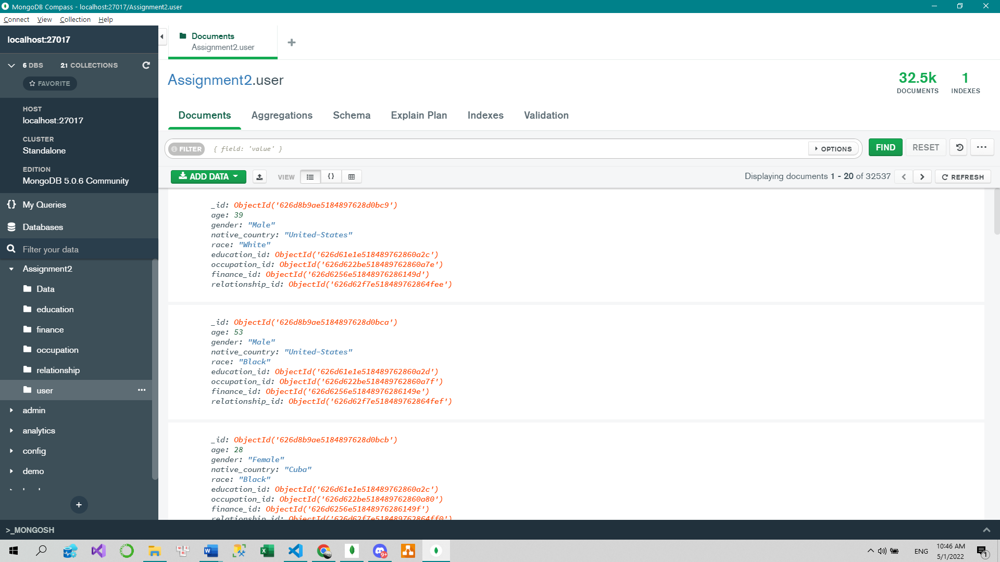 MongoDB Compass - localhost:27017/Assignment2.user
Connect View Collection Help
localhost:27017
6 DBS 21 COLLECTIONS
FAVORITE
HOST
localhost:27017
CLUSTER
Standalone
EDITION
MongoDB 5.0.6 Community
{} My Queries
Databases
Filter your data
Assignment2
Data
education
finance
occupation
relationship
user ...
admin
analytics
config
demo
+
Documents
Assignment2.user
+
Assignment2.user
32.5k
DOCUMENTS
1
INDEXES
Documents Aggregations Schema Explain Plan Indexes Validation
FILTER { field: 'value' } OPTIONS FIND RESET ...
ADD DATA VIEW {} Displaying documents 1 - 20 of 32537 < > REFRESH
_id: ObjectId('626d8b9ae5184897628d0bc9')
age: 39
gender: "Male"
native_country: "United-States"
race: "White"
education_id: ObjectId('626d61e1e518489762860a2c')
occupation_id: ObjectId('626d622be518489762860a7e')
finance_id: ObjectId('626d6256e51848976286149d')
relationship_id: ObjectId('626d62f7e518489762864fee')
_id: ObjectId('626d8b9ae5184897628d0bca')
age: 53
gender: "Male"
native_country: "United-States"
race: "Black"
education_id: ObjectId('626d61e1e518489762860a2d')
occupation_id: ObjectId('626d622be518489762860a7f')
finance_id: ObjectId('626d6256e51848976286149e')
relationship_id: ObjectId('626d62f7e518489762864fef')
_id: ObjectId('626d8b9ae5184897628d0bcb')
age: 28
gender: "Female"
native_country: "Cuba"
race: "Black"
education_id: ObjectId('626d61e1e518489762860a2c')
occupation_id: ObjectId('626d622be518489762860a80')
finance_id: ObjectId('626d6256e51848976286149f')
relationship_id: ObjectId('626d62f7e518489762864ff0')
>_MONGOSH
9+
ENG
10:46 AM
5/1/2022
1